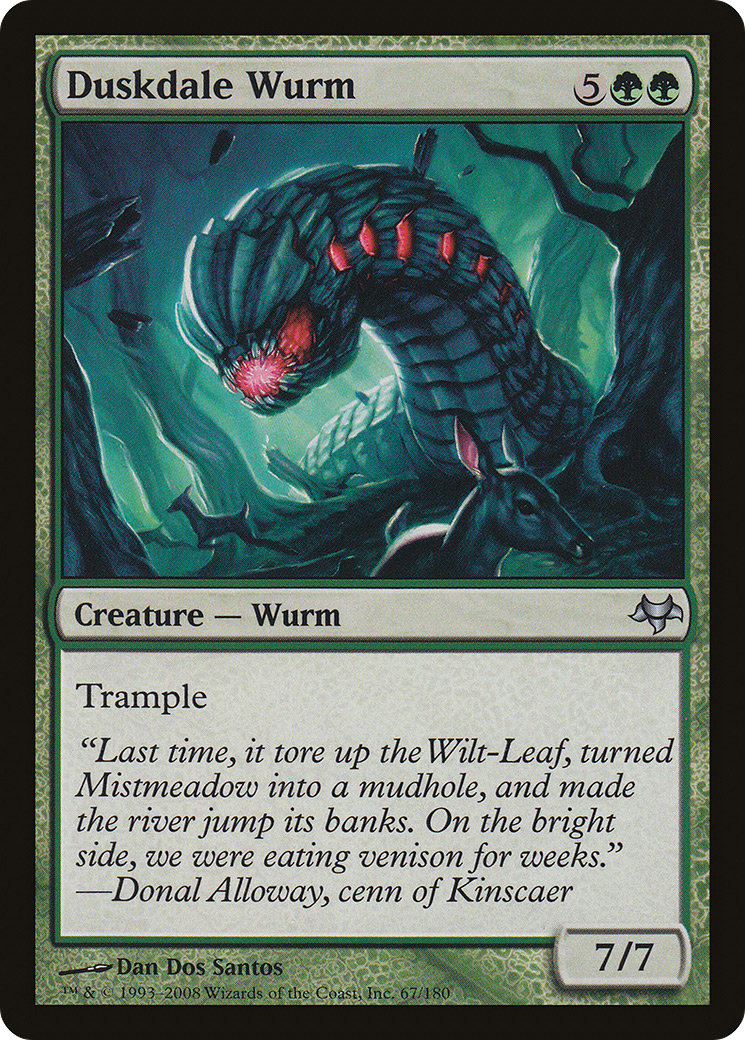 Duskdale Wurm 5
Creature — Wurm
Trample
“Last time, it tore up the Wilt-Leaf, turned
Mistmeadow into a mudhole, and made
the river jump its banks. On the bright
side, we were eating venison for weeks.”
—Donal Alloway, cenn of Kinscaer
7/7
Dan Dos Santos
™ & © 1993–2008 Wizards of the Coast, Inc. 67/180